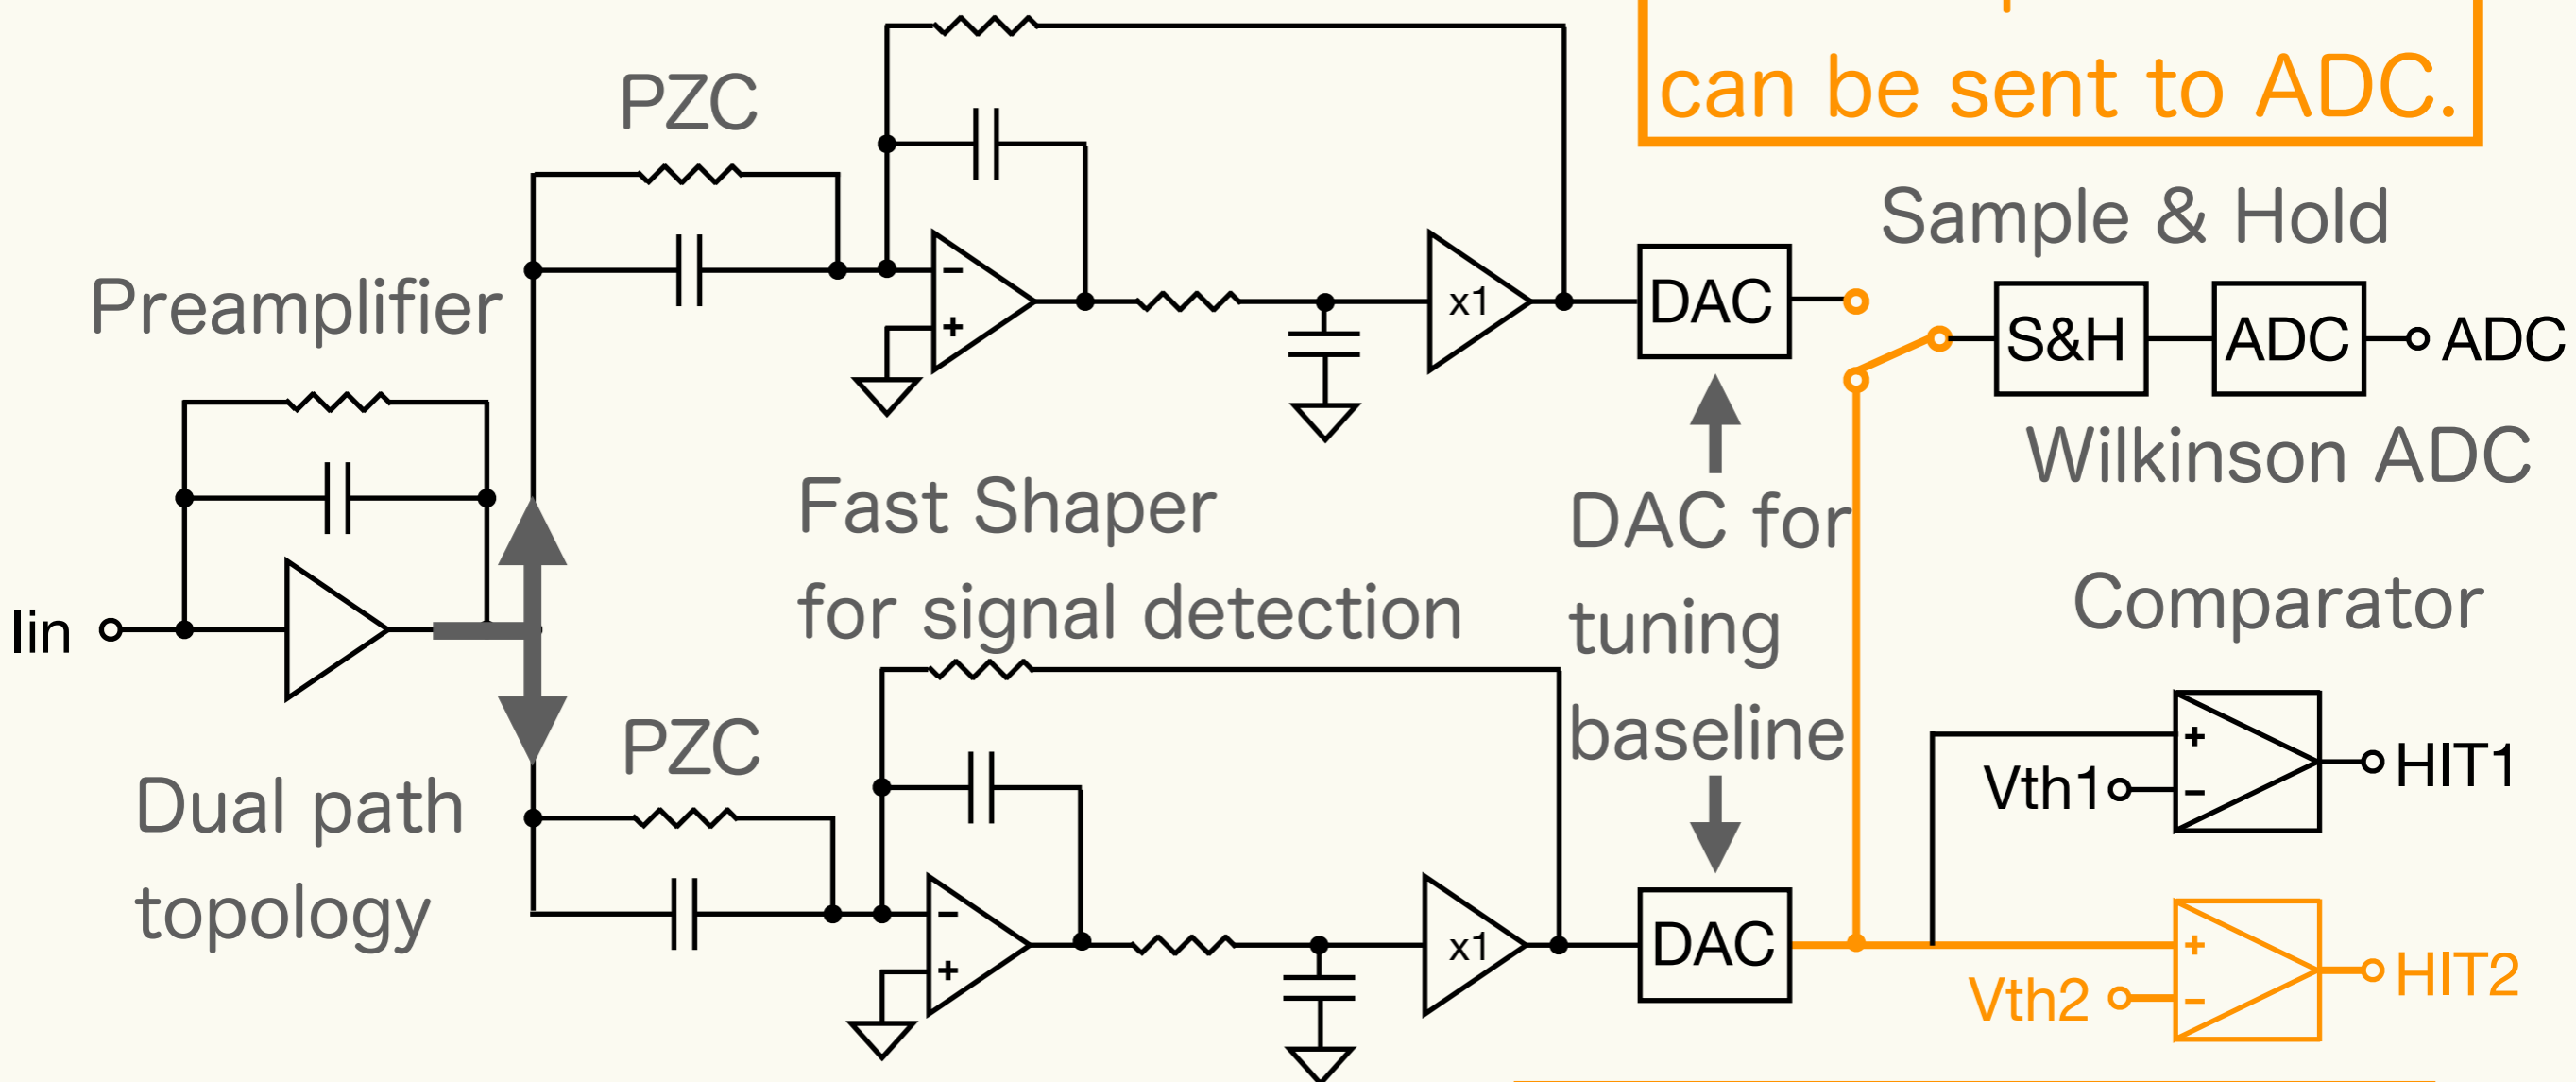 can be sent to ADC.
PZC
Sample & Hold
Preamplifier
-
+
x1
DAC
S&H
ADC
ADC
Wilkinson ADC
Fast Shaper
for signal detection
DAC for
tuning
baseline
Iin
Comparator
Dual path
topology
PZC
+
-
Vth1
HIT1
-
+
x1
DAC
+
-
Vth2
HIT2